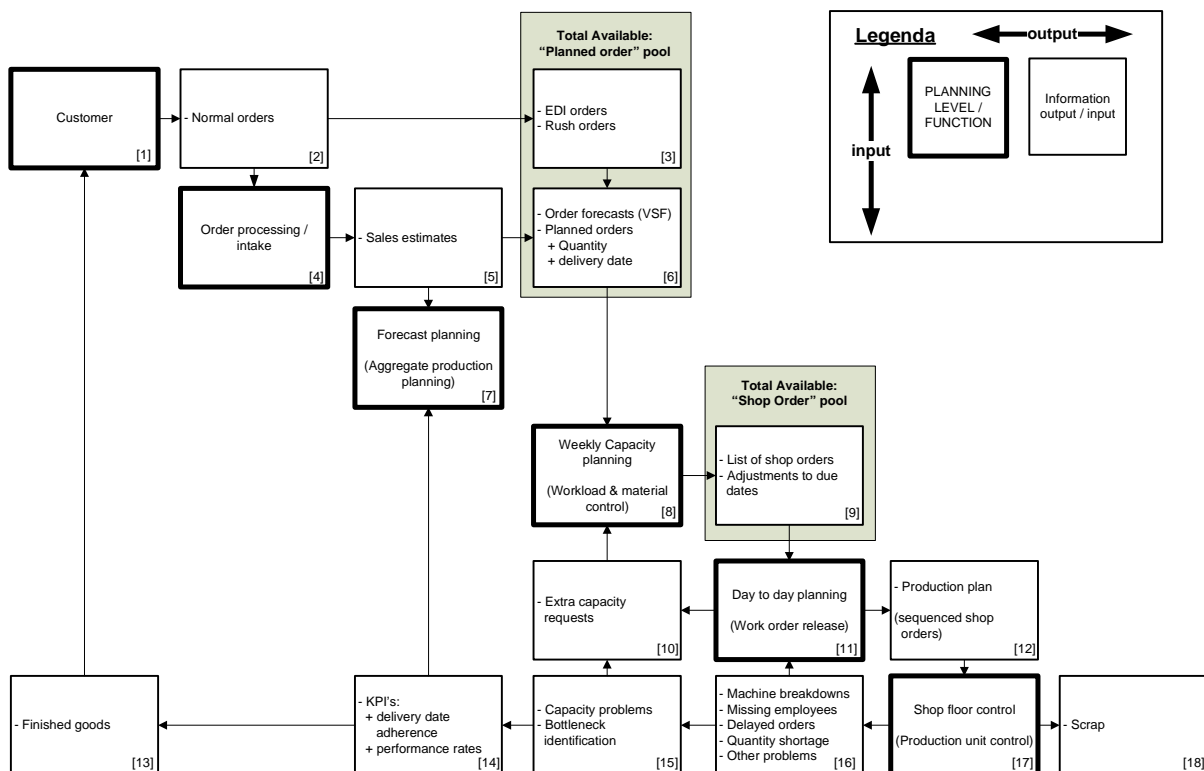 Total Available:
“Planned order” pool
Legenda
output
input
PLANNING
LEVEL /
FUNCTION
Information
output / input
Customer
[1]
- Normal orders
[2]
- EDI orders
- Rush orders
[3]
Order processing /
intake
[4]
- Sales estimates
[5]
- Order forecasts (VSF)
- Planned orders
+ Quantity
+ delivery date
[6]
Forecast planning
(Aggregate production
planning)
[7]
Total Available:
“Shop Order” pool
Weekly Capacity
planning
(Workload & material
control)
[8]
- List of shop orders
- Adjustments to due
dates
[9]
- Extra capacity
requests
[10]
Day to day planning
(Work order release)
[11]
- Production plan
(sequenced shop
orders)
[12]
- Finished goods
[13]
- KPI's:
+ delivery date
adherence
+ performance rates
[14]
- Capacity problems
- Bottleneck
identification
[15]
- Machine breakdowns
- Missing employees
- Delayed orders
- Quantity shortage
- Other problems
[16]
Shop floor control
(Production unit control)
[17]
- Scrap
[18]